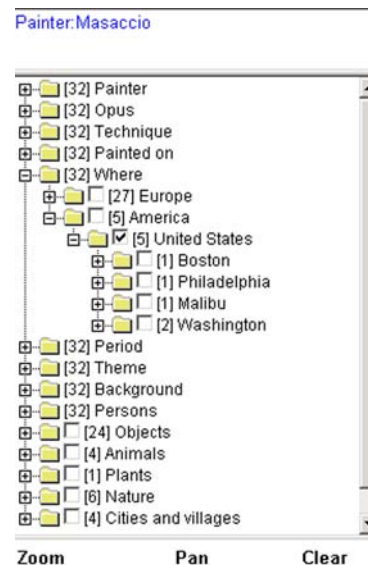 Painter:Masaccio
[32] Painter
[32] Opus
[32] Technique
[32] Painted on
[32] Where
[27] Europe
[5] America
[5] United States
[1] Boston
[1] Philadelphia
[1] Malibu
[2] Washington
[32] Period
[32] Theme
[32] Background
[32] Persons
[24] Objects
[4] Animals
[1] Plants
[6] Nature
[4] Cities and villages
Zoom Pan Clear